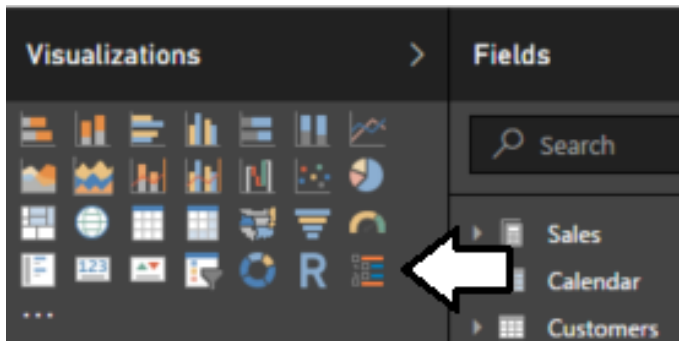 Visualizations
Fields
Search
Sales
Calendar
Customers
123
R